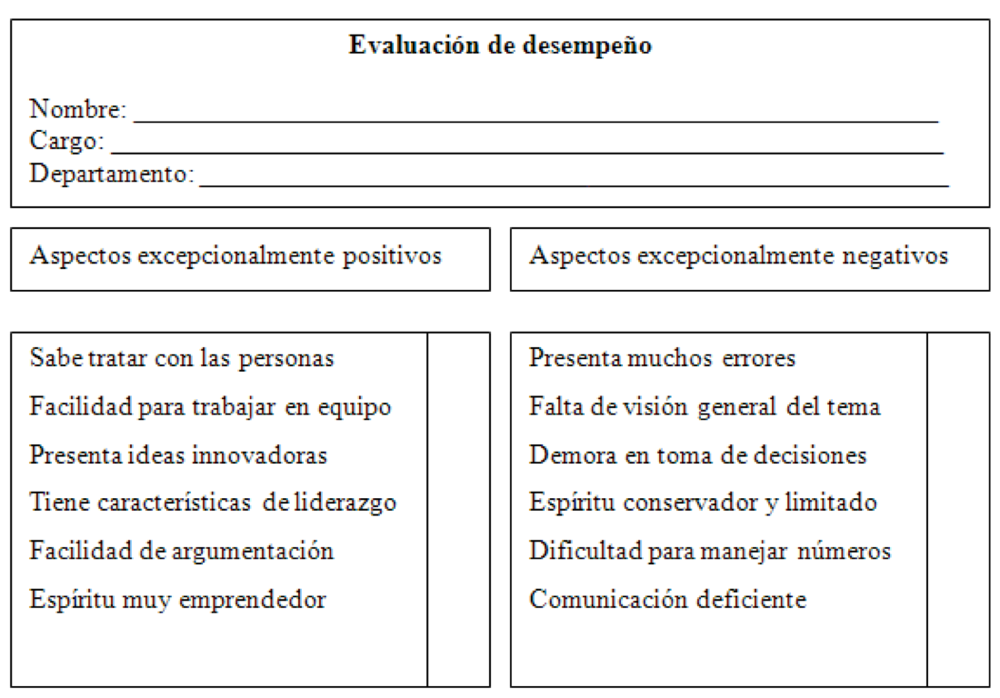 Evaluación de desempeño
Nombre: ____________________
Cargo: ____________________
Departamento: ____________________
Aspectos excepcionalmente positivos
Aspectos excepcionalmente negativos
Sabe tratar con las personas
Facilidad para trabajar en equipo
Presenta ideas innovadoras
Tiene características de liderazgo
Facilidad de argumentación
Espíritu muy emprendedor
Presenta muchos errores
Falta de visión general del tema
Demora en toma de decisiones
Espíritu conservador y limitado
Dificultad para manejar números
Comunicación deficiente